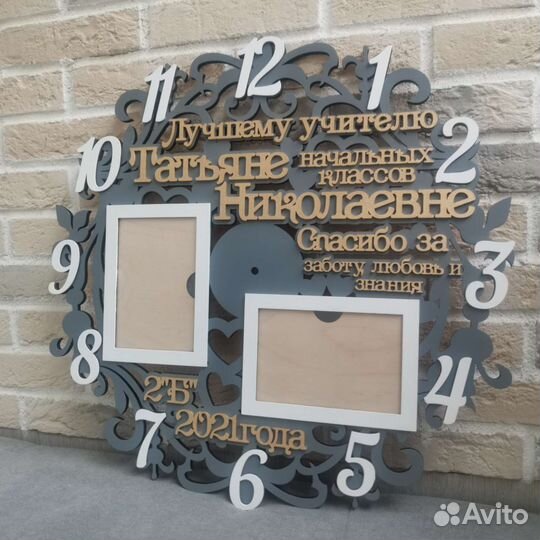 12
11
1
10
2
9
3
8
4
7
5
6
Лучшему учителю
начальных
классов
Татьяне
Николаевне
Спасибо за
заботу, любовь и
знания
2"Б"
2021года
Avito